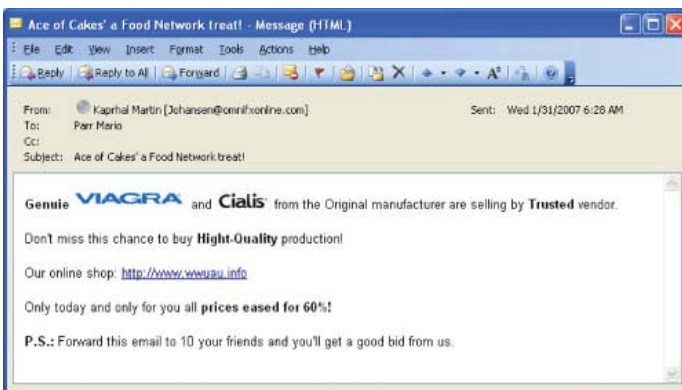 Ace of Cakes' a Food Network treat! - Message (HTML)
File Edit View Insert Format Tools Actions Help
Reply Reply to All Forward
From: Kaprhal Martin [Johansen@omnifxonline.com] Sent: Wed 1/31/2007 6:28 AM
To: Parr Mario
Cc:
Subject: Ace of Cakes' a Food Network treat!
Genuie VIAGRA and Cialis from the Original manufacturer are selling by Trusted vendor.
Don't miss this chance to buy Hight-Quality production!
Our online shop: http://www.wwuau.info
Only today and only for you all prices eased for 60%!
P.S.: Forward this email to 10 your friends and you'll get a good bid from us.